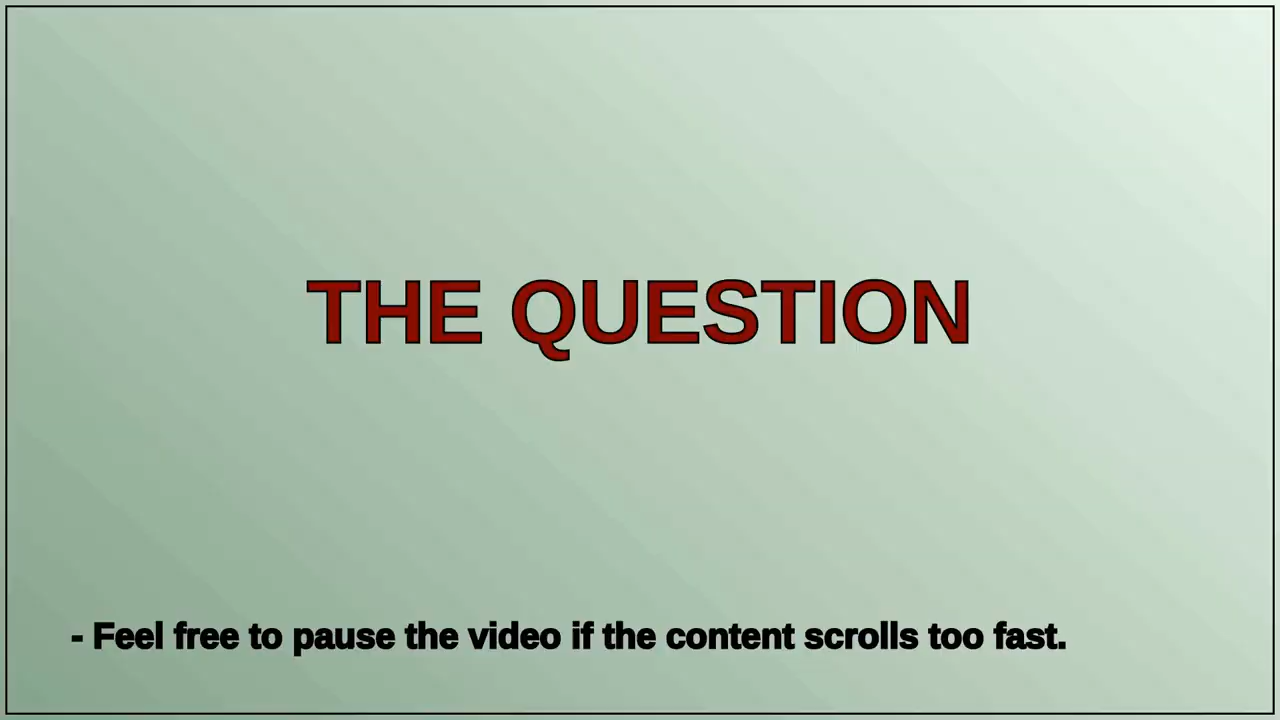 THE QUESTION
- Feel free to pause the video if the content scrolls too fast.